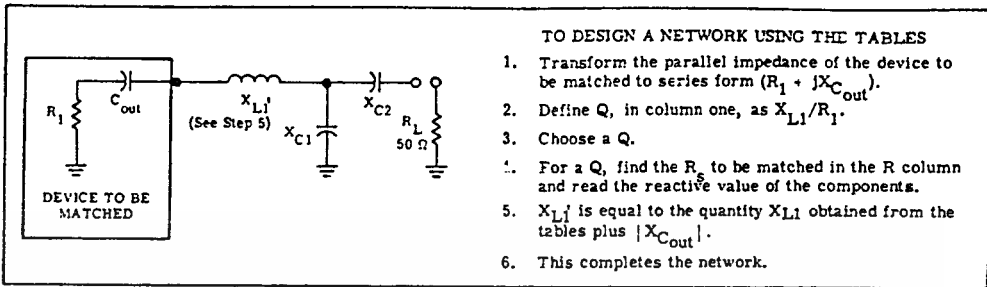 R1
Cout
XL1'
(See Step 5)
XC1
XC2
RL
50 Ω
DEVICE TO BE
MATCHED
TO DESIGN A NETWORK USING THE TABLES
1. Transform the parallel impedance of the device to
be matched to series form (R1 + jXCout).
2. Define Q, in column one, as XL1/R1.
3. Choose a Q.
4. For a Q, find the Rs to be matched in the R column
and read the reactive value of the components.
5. XL1' is equal to the quantity XL1 obtained from the
tables plus |XCout|.
6. This completes the network.